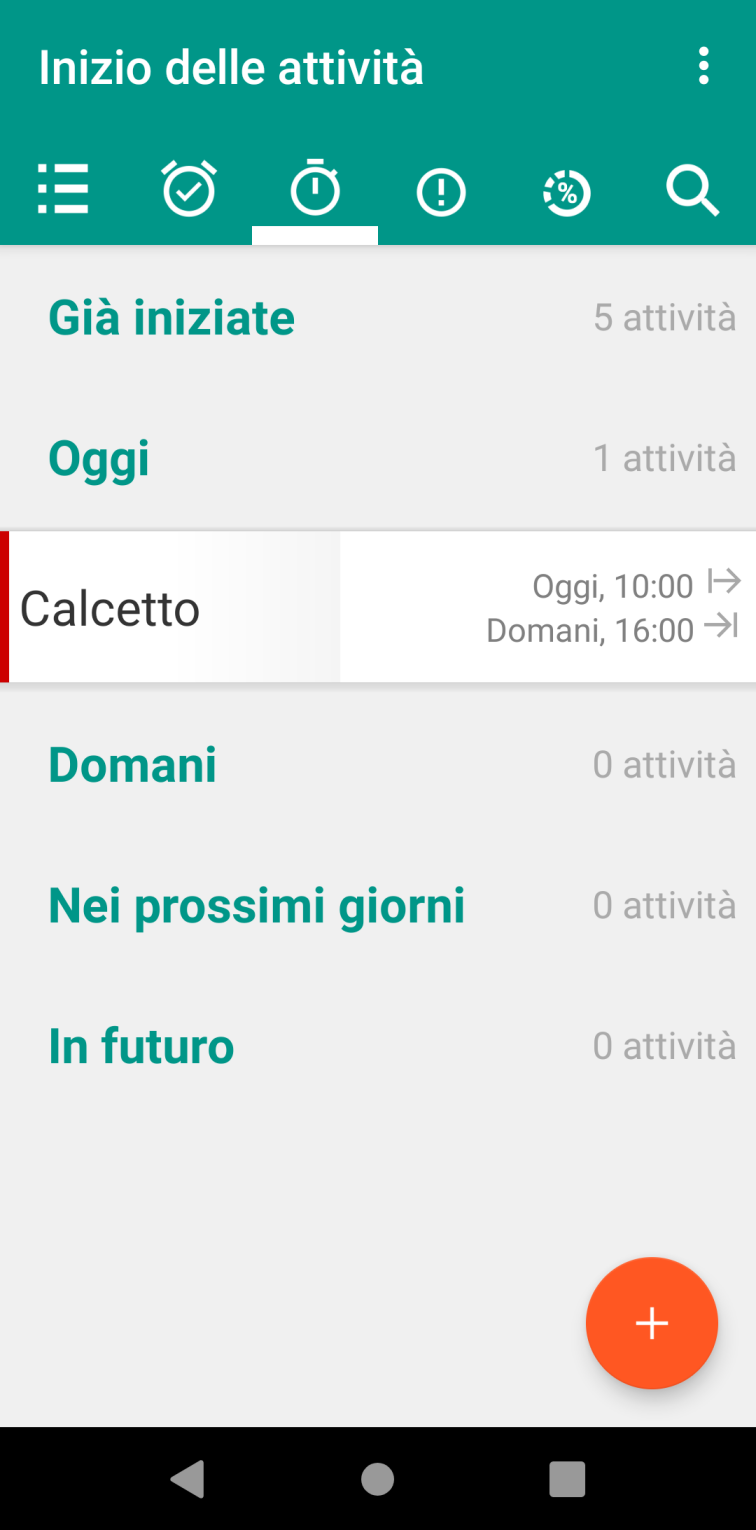 Inizio delle attività
Già iniziate 5 attività
Oggi 1 attività
Calcetto Oggi, 10:00
Domani, 16:00
Domani 0 attività
Nei prossimi giorni 0 attività
In futuro 0 attività